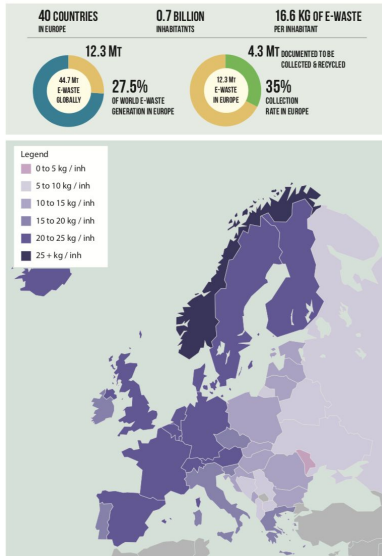 40 COUNTRIES
IN EUROPE
0.7 BILLION
INHABITATNTS
16.6 KG OF E-WASTE
PER INHABITANT
12.3 MT
44.7 MT
E-WASTE
GLOBALLY
27.5%
OF WORLD E-WASTE
GENERATION IN EUROPE
4.3 MT DOCUMENTED TO BE
COLLECTED & RECYCLED
12.3 MT
E-WASTE
IN EUROPE
35%
COLLECTION
RATE IN EUROPE
Legend
0 to 5 kg / inh
5 to 10 kg / inh
10 to 15 kg / inh
15 to 20 kg / inh
20 to 25 kg / inh
25 + kg / inh